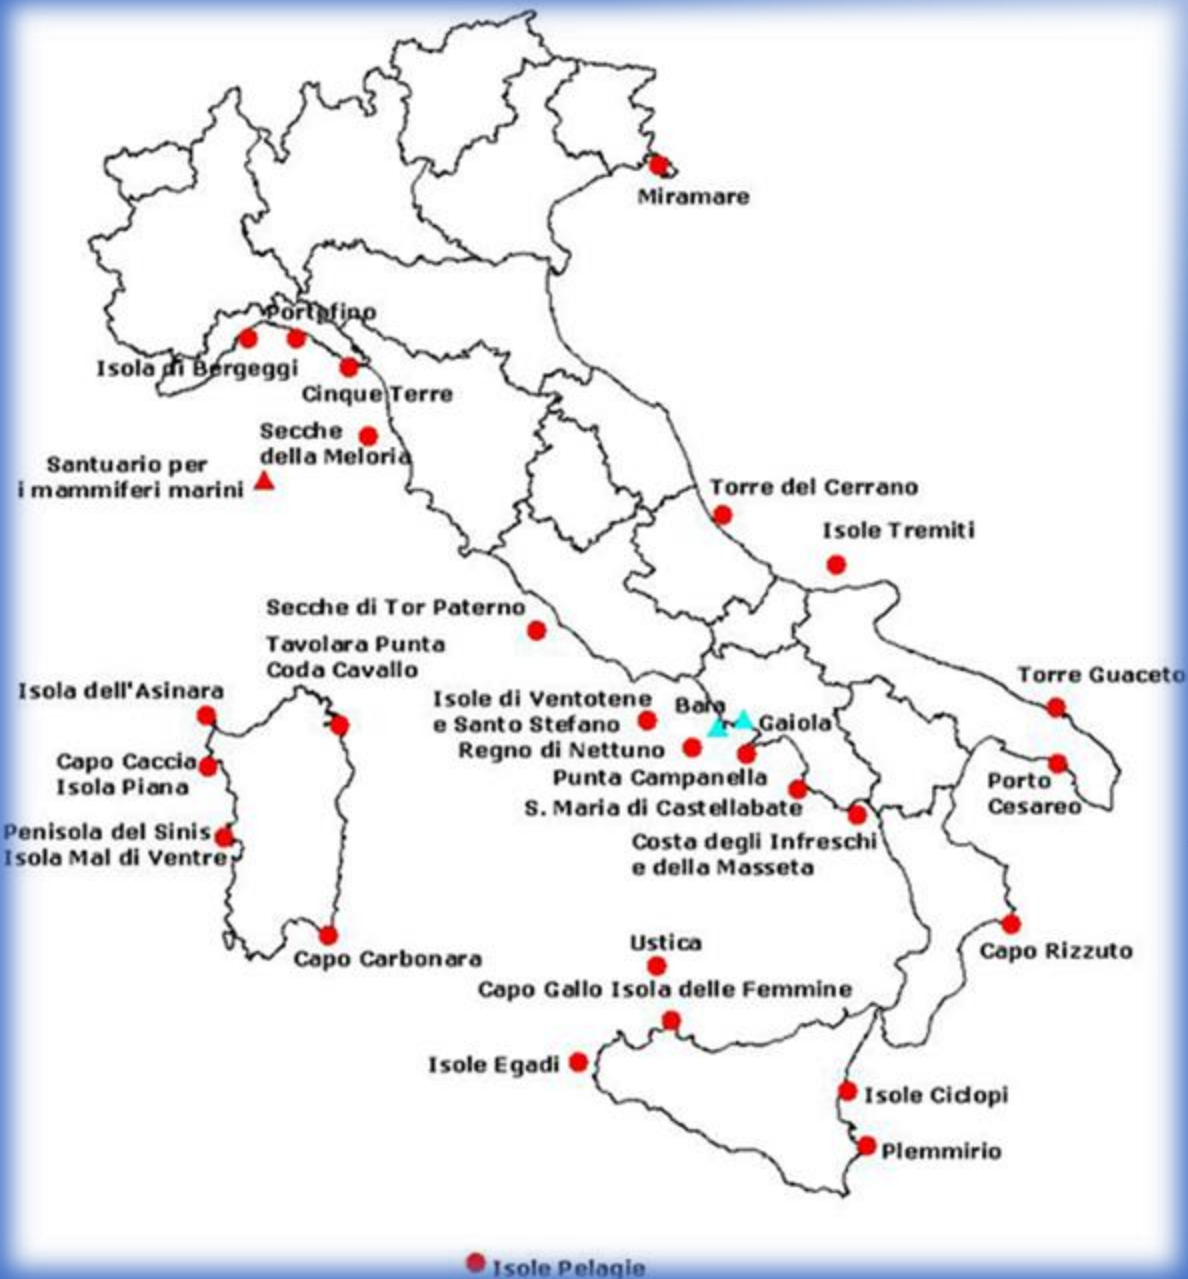 Miramare
Portofino
Isola di Bergeggi
Cinque Terre
Secche
della Meloria
Santuario per
i mammiferi marini
Torre del Cerrano
Isole Tremiti
Secche di Tor Paterno
Tavolara Punta
Coda Cavallo
Torre Guaceto
Isola dell'Asinara
Isole di Ventotene
e Santo Stefano
Baia
Gaiola
Regno di Nettuno
Capo Caccia
Isola Piana
Punta Campanella
Porto
Cesareo
S. Maria di Castellabate
Penisola del Sinis
Isola Mal di Ventre
Costa degli Infreschi
e della Masseta
Ustica
Capo Rizzuto
Capo Carbonara
Capo Gallo Isola delle Femmine
Isole Egadi
Isole Ciclopi
Plemmirio
Isole Pelagie